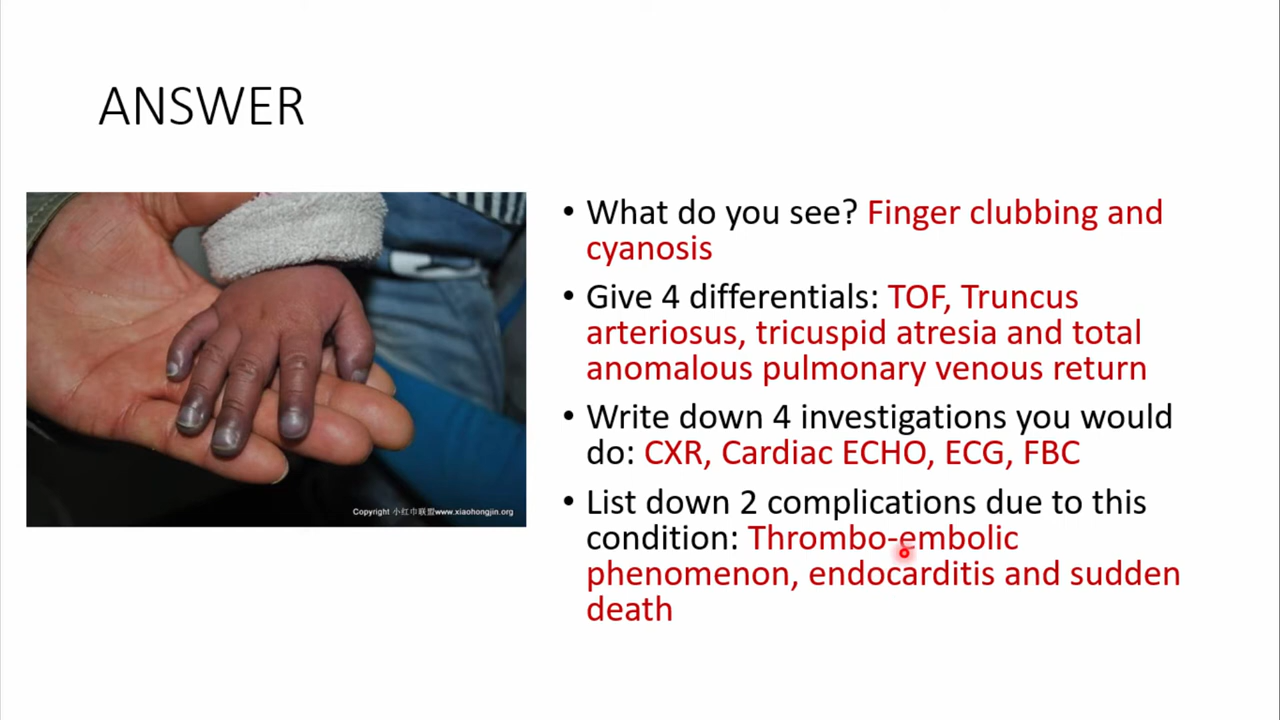 ANSWER
• What do you see? Finger clubbing and
cyanosis
• Give 4 differentials: TOF, Truncus
arteriosus, tricuspid atresia and total
anomalous pulmonary venous return
• Write down 4 investigations you would
do: CXR, Cardiac ECHO, ECG, FBC
• List down 2 complications due to this
condition: Thrombo-embolic
phenomenon, endocarditis and sudden
death
Copyright 小红巾联盟www.xiaohongjin.org